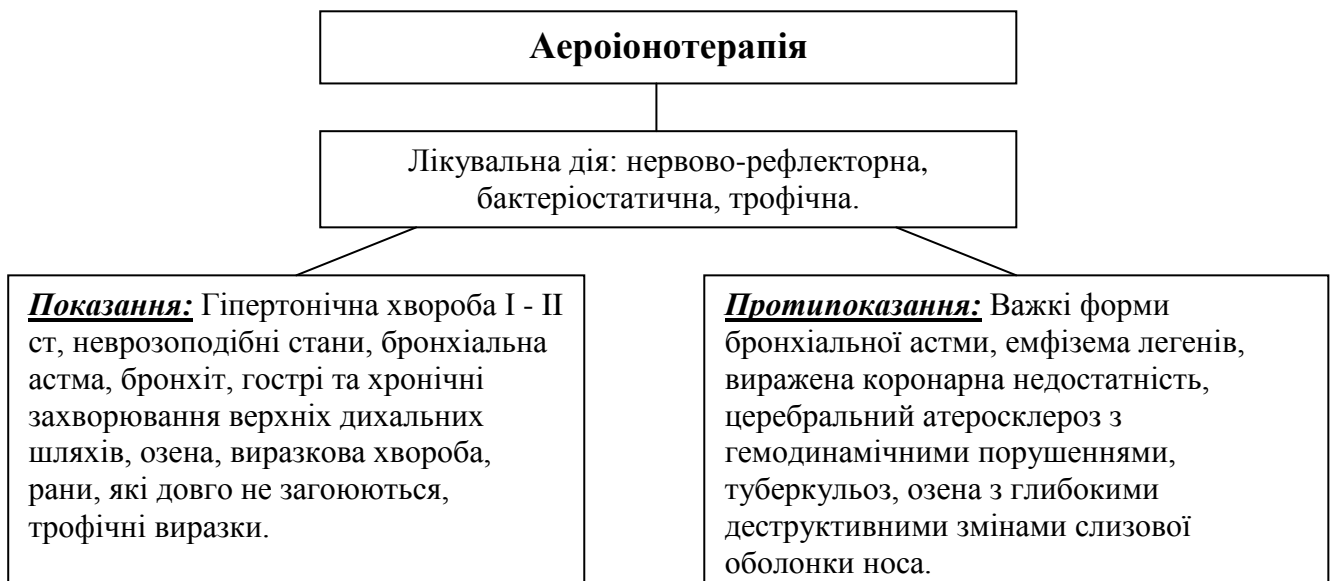 Аероіонотерапія
Лікувальна дія: нервово-рефлекторна,
бактеріостатична, трофічна.
Показання: Гіпертонічна хвороба I - II
ст, неврозоподібні стани, бронхіальна
астма, бронхіт, гострі та хронічні
захворювання верхніх дихальних
шляхів, озена, виразкова хвороба,
рани, які довго не загоюються,
трофічні виразки.
Протипоказання: Важкі форми
бронхіальної астми, емфізема легенів,
виражена коронарна недостатність,
церебральний атеросклероз з
гемодинамічними порушеннями,
туберкульоз, озена з глибокими
деструктивними змінами слизової
оболонки носа.